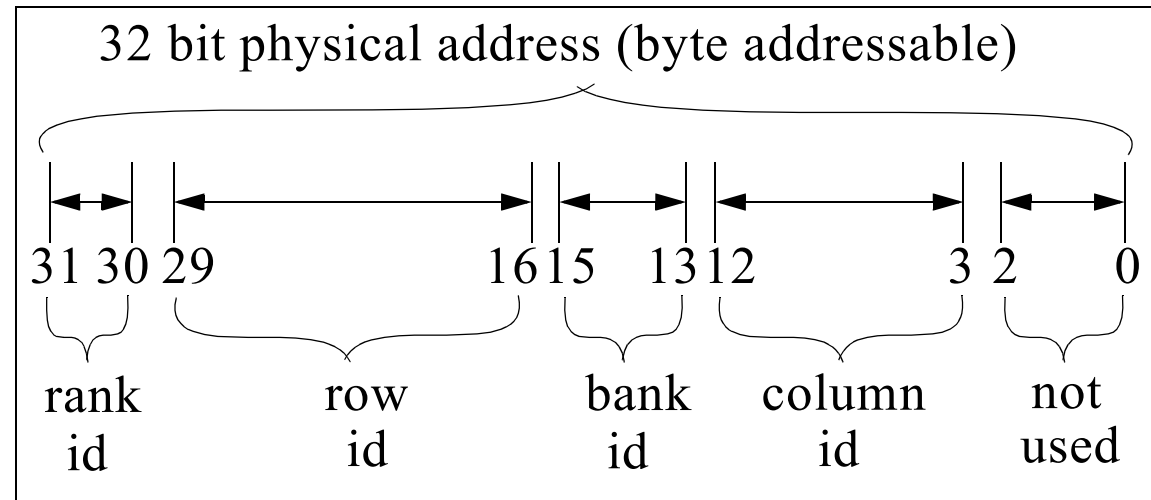 32 bit physical address (byte addressable)
31 30 29 16 15 13 12 3 2 0
rank row bank column not
id id id id used